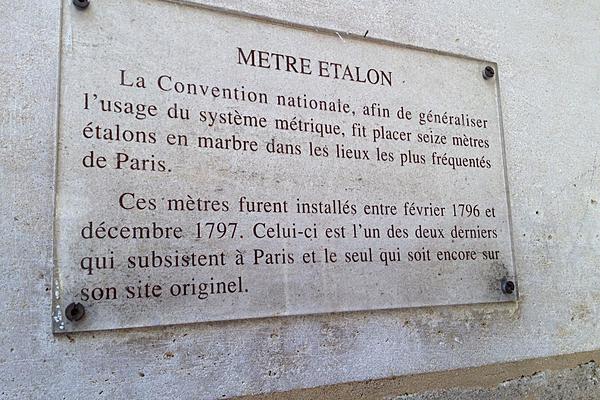 METRE ETALON
La Convention nationale, afin de généraliser
l'usage du système métrique, fit placer seize mètres
étalons en marbre dans les lieux les plus fréquentés
de Paris.
Ces mètres furent installés entre février 1796 et
décembre 1797. Celui-ci est l'un des deux derniers
qui subsistent à Paris et le seul qui soit encore sur
son site originel.